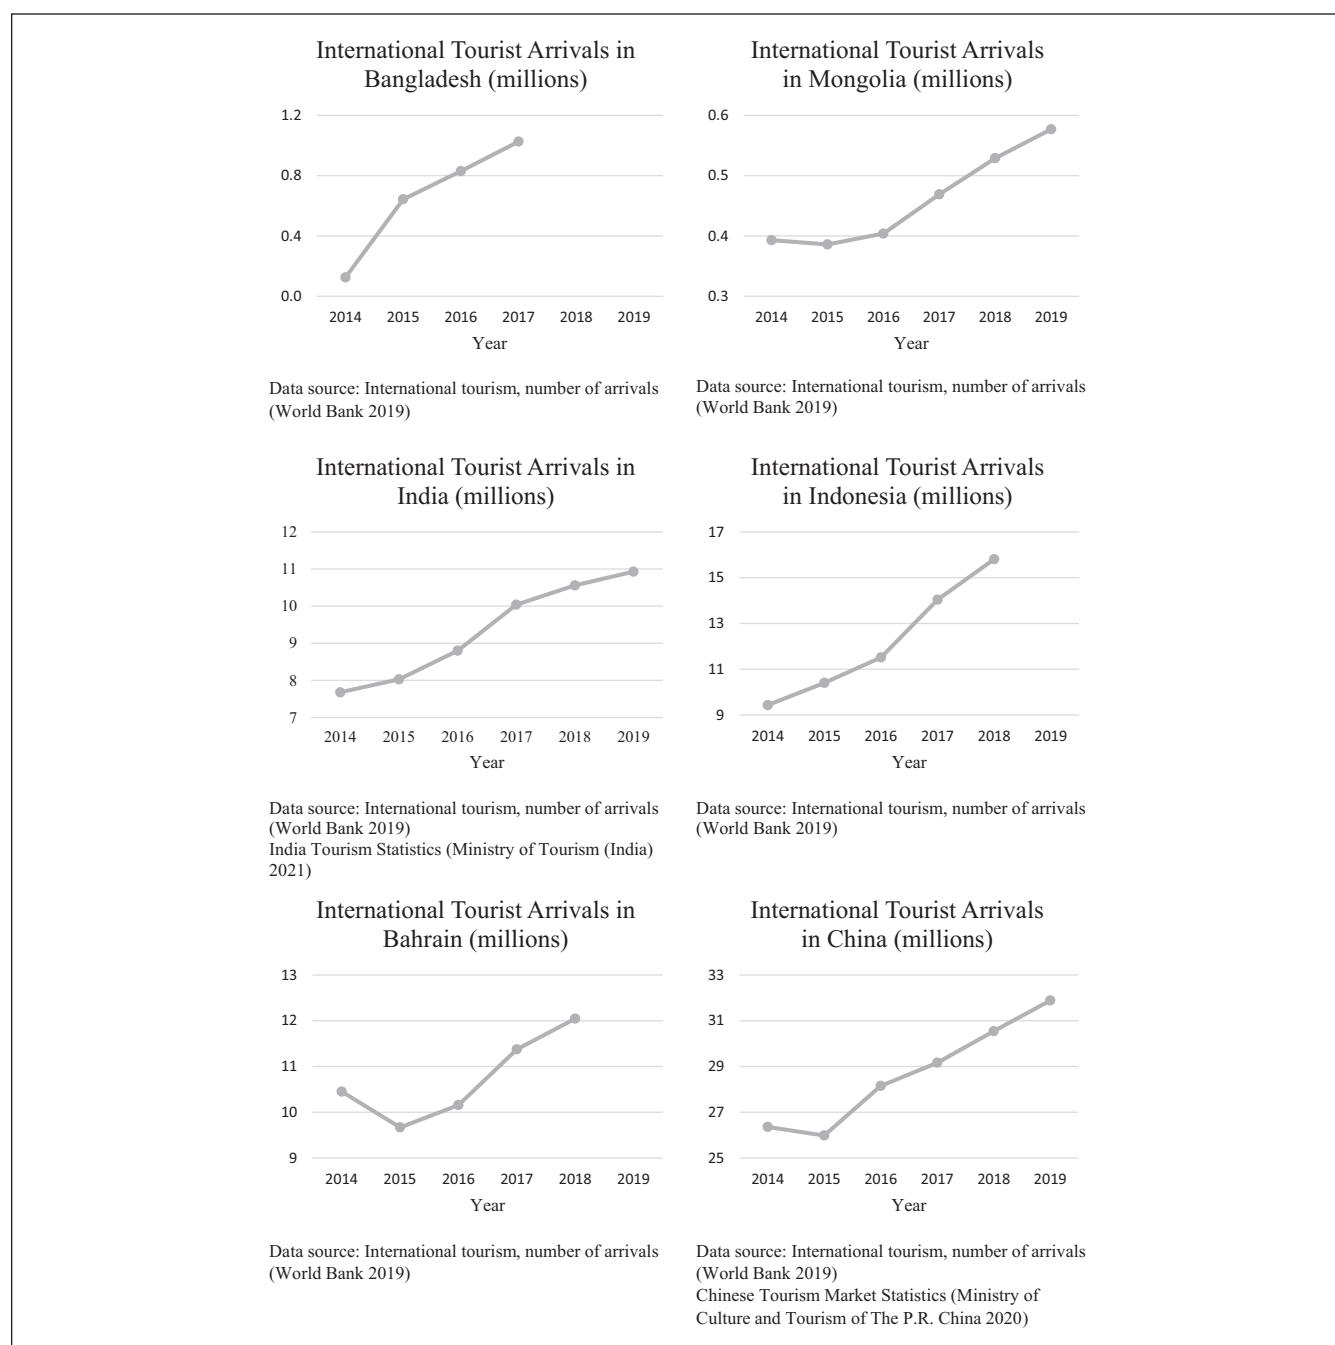 International Tourist Arrivals in
Bangladesh (millions)
1.2
0.8
0.4
0.0
2014 2015 2016 2017 2018 2019
Year
Data source: International tourism, number of arrivals
(World Bank 2019)
International Tourist Arrivals
in Mongolia (millions)
0.6
0.5
0.4
0.3
2014 2015 2016 2017 2018 2019
Year
Data source: International tourism, number of arrivals
(World Bank 2019)
International Tourist Arrivals in
India (millions)
12
11
10
9
8
7
2014 2015 2016 2017 2018 2019
Year
Data source: International tourism, number of arrivals
(World Bank 2019)
India Tourism Statistics (Ministry of Tourism (India)
2021)
International Tourist Arrivals
in Indonesia (millions)
17
15
13
11
9
2014 2015 2016 2017 2018 2019
Year
Data source: International tourism, number of arrivals
(World Bank 2019)
International Tourist Arrivals in
Bahrain (millions)
13
12
11
10
9
2014 2015 2016 2017 2018 2019
Year
Data source: International tourism, number of arrivals
(World Bank 2019)
International Tourist Arrivals
in China (millions)
33
31
29
27
25
2014 2015 2016 2017 2018 2019
Year
Data source: International tourism, number of arrivals
(World Bank 2019)
Chinese Tourism Market Statistics (Ministry of
Culture and Tourism of The P.R. China 2020)